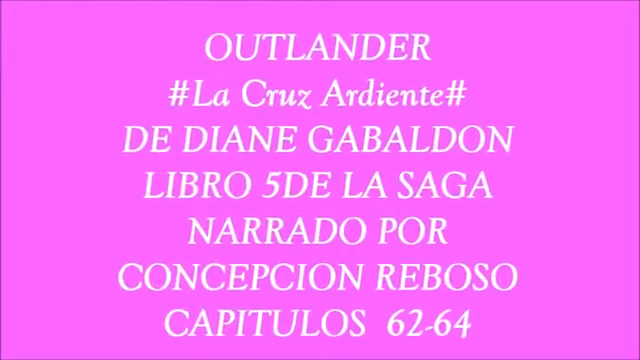 OUTLANDER
#La Cruz Ardiente#
DE DIANE GABALDON
LIBRO 5DE LA SAGA
NARRADO POR
CONCEPCION REBOSO
CAPITULOS 62-64